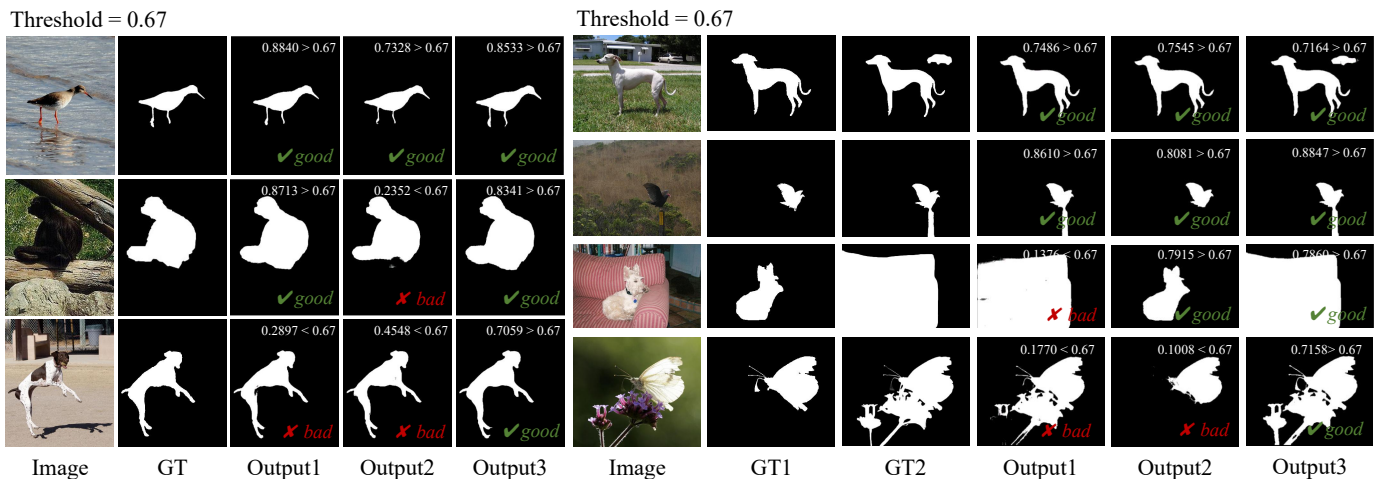 Threshold = 0.67
0.8840 > 0.67 0.7328 > 0.67 0.8533 > 0.67
✔good ✔good ✔good
0.8713 > 0.67 0.2352 < 0.67 0.8341 > 0.67
✔good ✘ bad ✔good
0.2897 < 0.67 0.4548 < 0.67 0.7059 > 0.67
✘ bad ✘ bad ✔good
Image GT Output1 Output2 Output3
Threshold = 0.67
0.7486 > 0.67 0.7545 > 0.67 0.7164 > 0.67
✔good ✔good ✔good
0.8610 > 0.67 0.8081 > 0.67 0.8847 > 0.67
✔good ✔good ✔good
0.1376 < 0.67 0.7915 > 0.67 0.7860 > 0.67
✘ bad ✔good ✔good
0.1770 < 0.67 0.1008 < 0.67 0.7158> 0.67
✘ bad ✘ bad ✔good
Image GT1 GT2 Output1 Output2 Output3